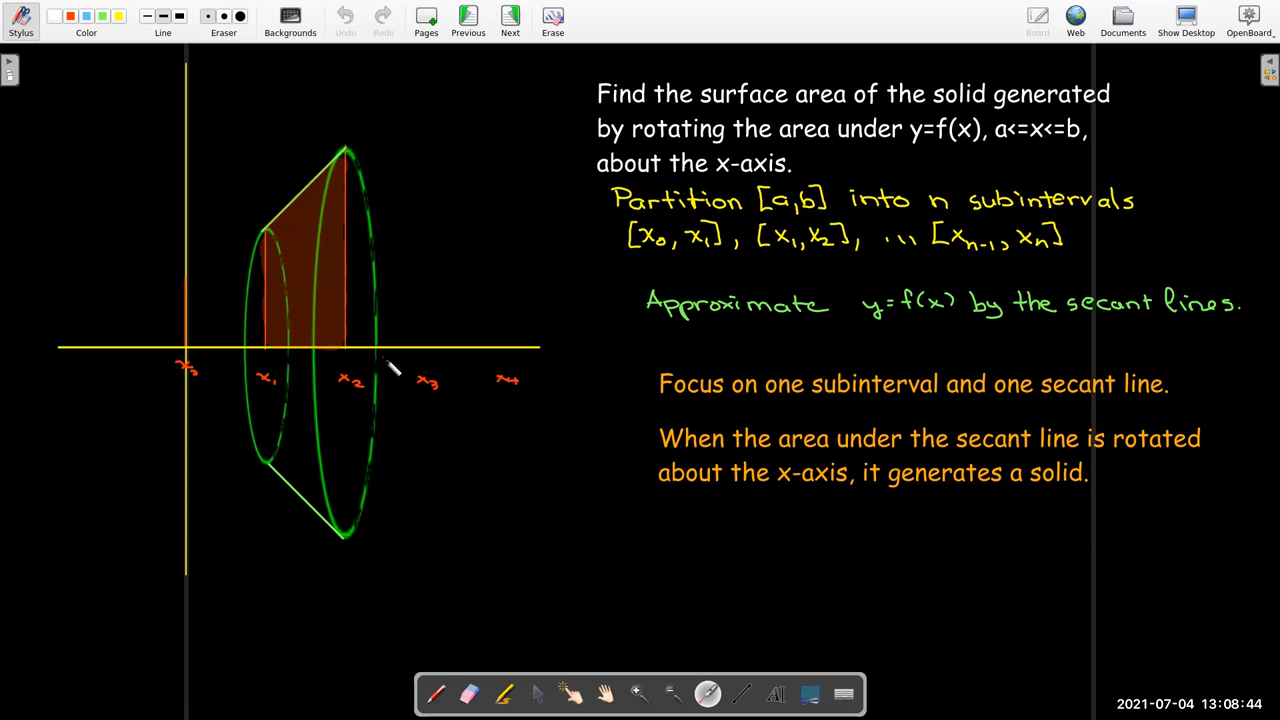 Stylus
Color
Line
Eraser
Backgrounds
Undo
Redo
Pages
Previous
Next
Erase
Board
Web
Documents
Show Desktop
OpenBoard
Find the surface area of the solid generated
by rotating the area under y=f(x), a<=x<=b,
about the x-axis.
Partition [a,b] into n subintervals
[x₀, x₁], [x₁, x₂], ... [xₙ₋₁, xₙ]
Approximate y=f(x) by the secant lines.
x₀ x₁ x₂ x₃ x₄
Focus on one subinterval and one secant line.
When the area under the secant line is rotated
about the x-axis, it generates a solid.
AI
2021-07-04 13:08:44